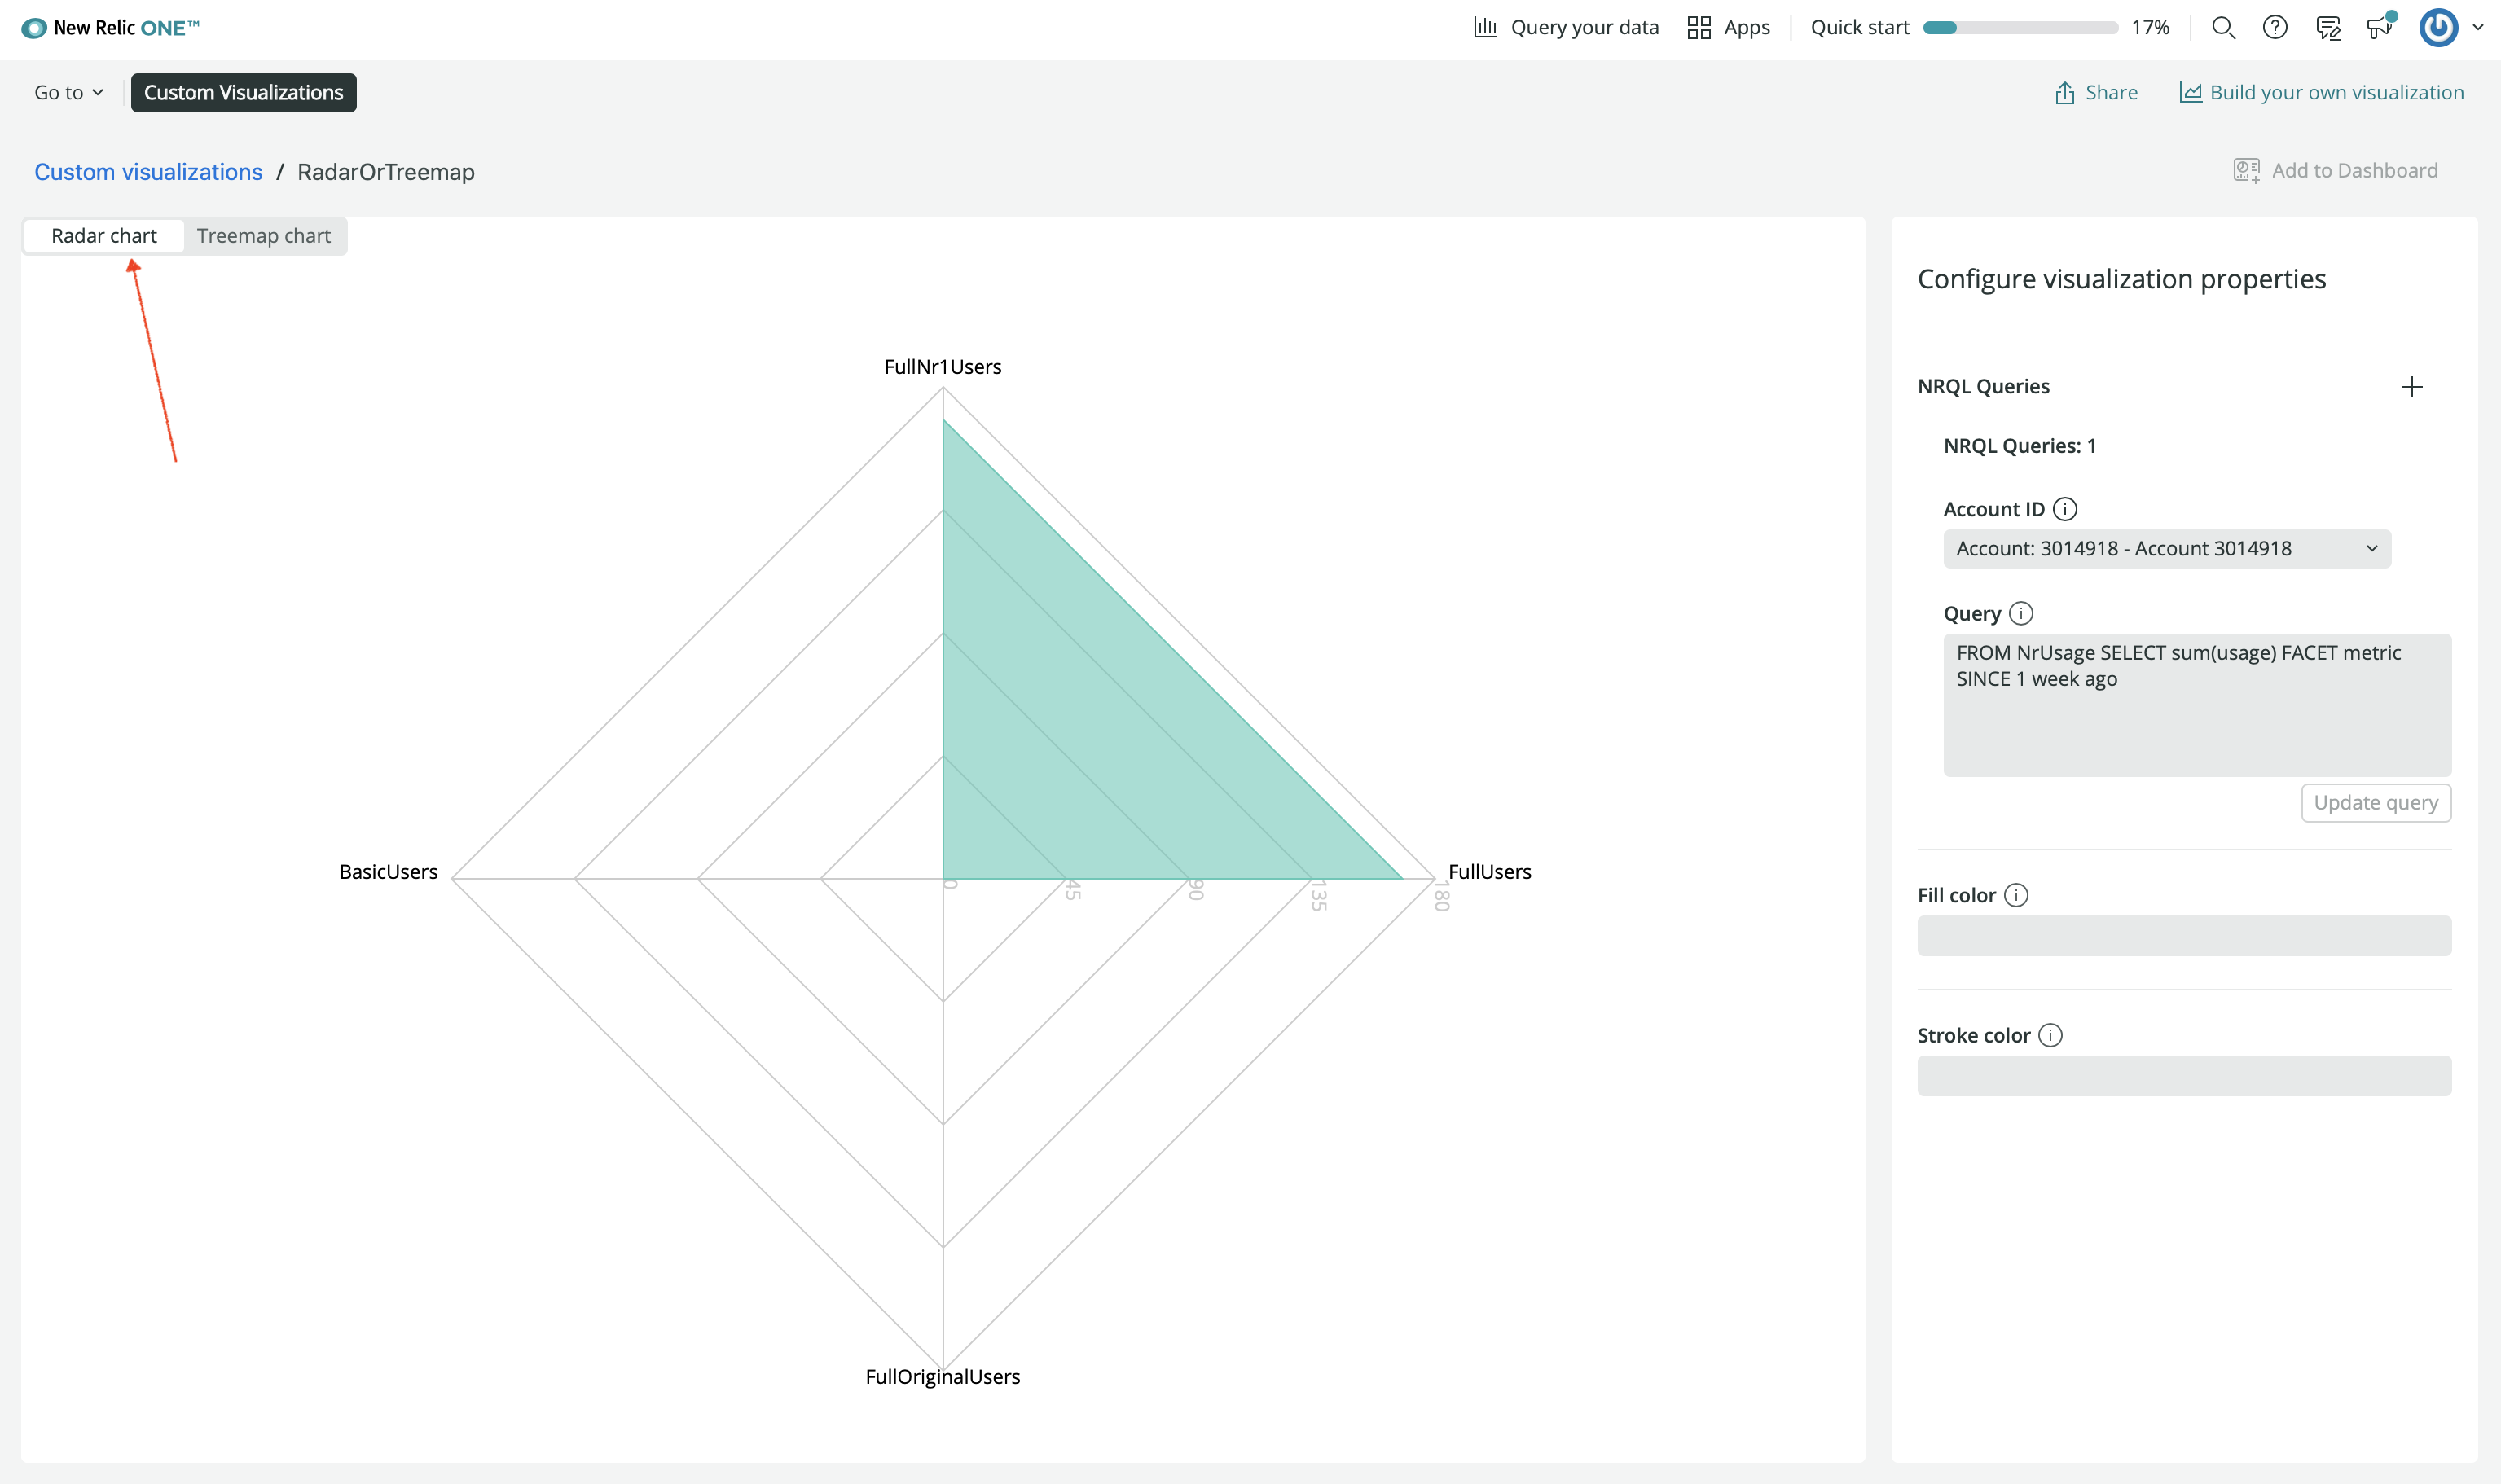 New Relic ONE™
Query your data
Apps
Quick start
17%
Go to
Custom Visualizations
Share
Build your own visualization
Custom visualizations / RadarOrTreemap
Add to Dashboard
Radar chart
Treemap chart
FullNr1Users
BasicUsers
FullUsers
0
45
90
135
180
FullOriginalUsers
Configure visualization properties
NRQL Queries
NRQL Queries: 1
Account ID
Account: 3014918 - Account 3014918
Query
FROM NrUsage SELECT sum(usage) FACET metric
SINCE 1 week ago
Update query
Fill color
Stroke color